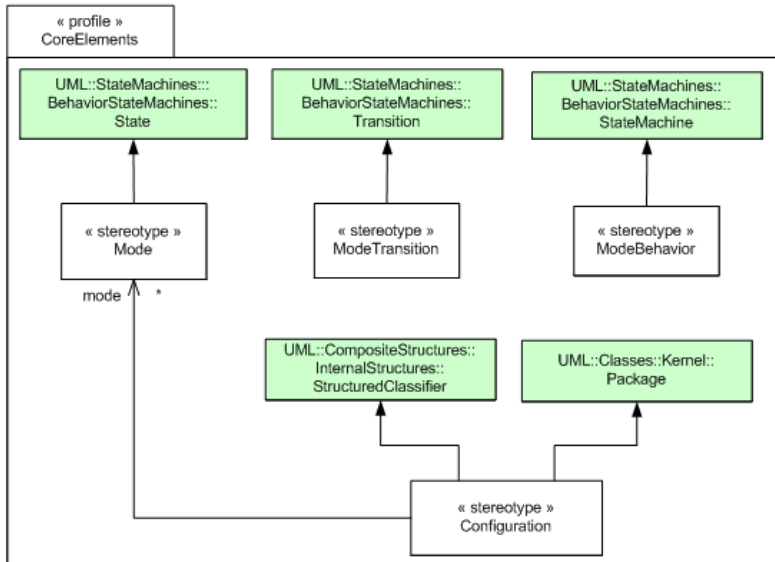 « profile »
CoreElements
UML::StateMachines:::
BehaviorStateMachines::
State
UML::StateMachines::
BehaviorStateMachines::
Transition
UML::StateMachines::
BehaviorStateMachines::
StateMachine
« stereotype »
Mode
« stereotype »
ModeTransition
« stereotype »
ModeBehavior
mode *
UML::CompositeStructures::
InternalStructures::
StructuredClassifier
UML::Classes::Kernel::
Package
« stereotype »
Configuration